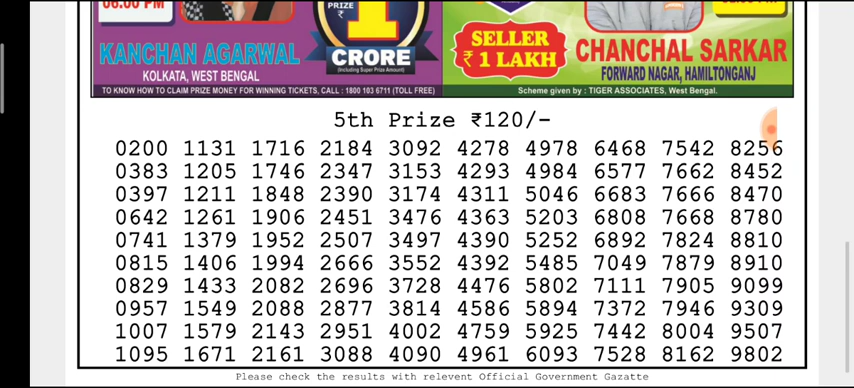 06:00 PM
PRIZE
₹
1
CRORE
(Including Super Prize Amount)
KANCHAN AGARWAL
KOLKATA, WEST BENGAL
TO KNOW HOW TO CLAIM PRIZE MONEY FOR WINNING TICKETS, CALL : 1800 103 6711 (TOLL FREE)
SELLER
₹ 1 LAKH
CHANCHAL SARKAR
FORWARD NAGAR, HAMILTONGANJ
Scheme given by : TIGER ASSOCIATES, West Bengal.
5th Prize ₹120/-
0200 1131 1716 2184 3092 4278 4978 6468 7542 8256
0383 1205 1746 2347 3153 4293 4984 6577 7662 8452
0397 1211 1848 2390 3174 4311 5046 6683 7666 8470
0642 1261 1906 2451 3476 4363 5203 6808 7668 8780
0741 1379 1952 2507 3497 4390 5252 6892 7824 8810
0815 1406 1994 2666 3552 4392 5485 7049 7879 8910
0829 1433 2082 2696 3728 4476 5802 7111 7905 9099
0957 1549 2088 2877 3814 4586 5894 7372 7946 9309
1007 1579 2143 2951 4002 4759 5925 7442 8004 9507
1095 1671 2161 3088 4090 4961 6093 7528 8162 9802
Please check the results with relevent Official Government Gazatte